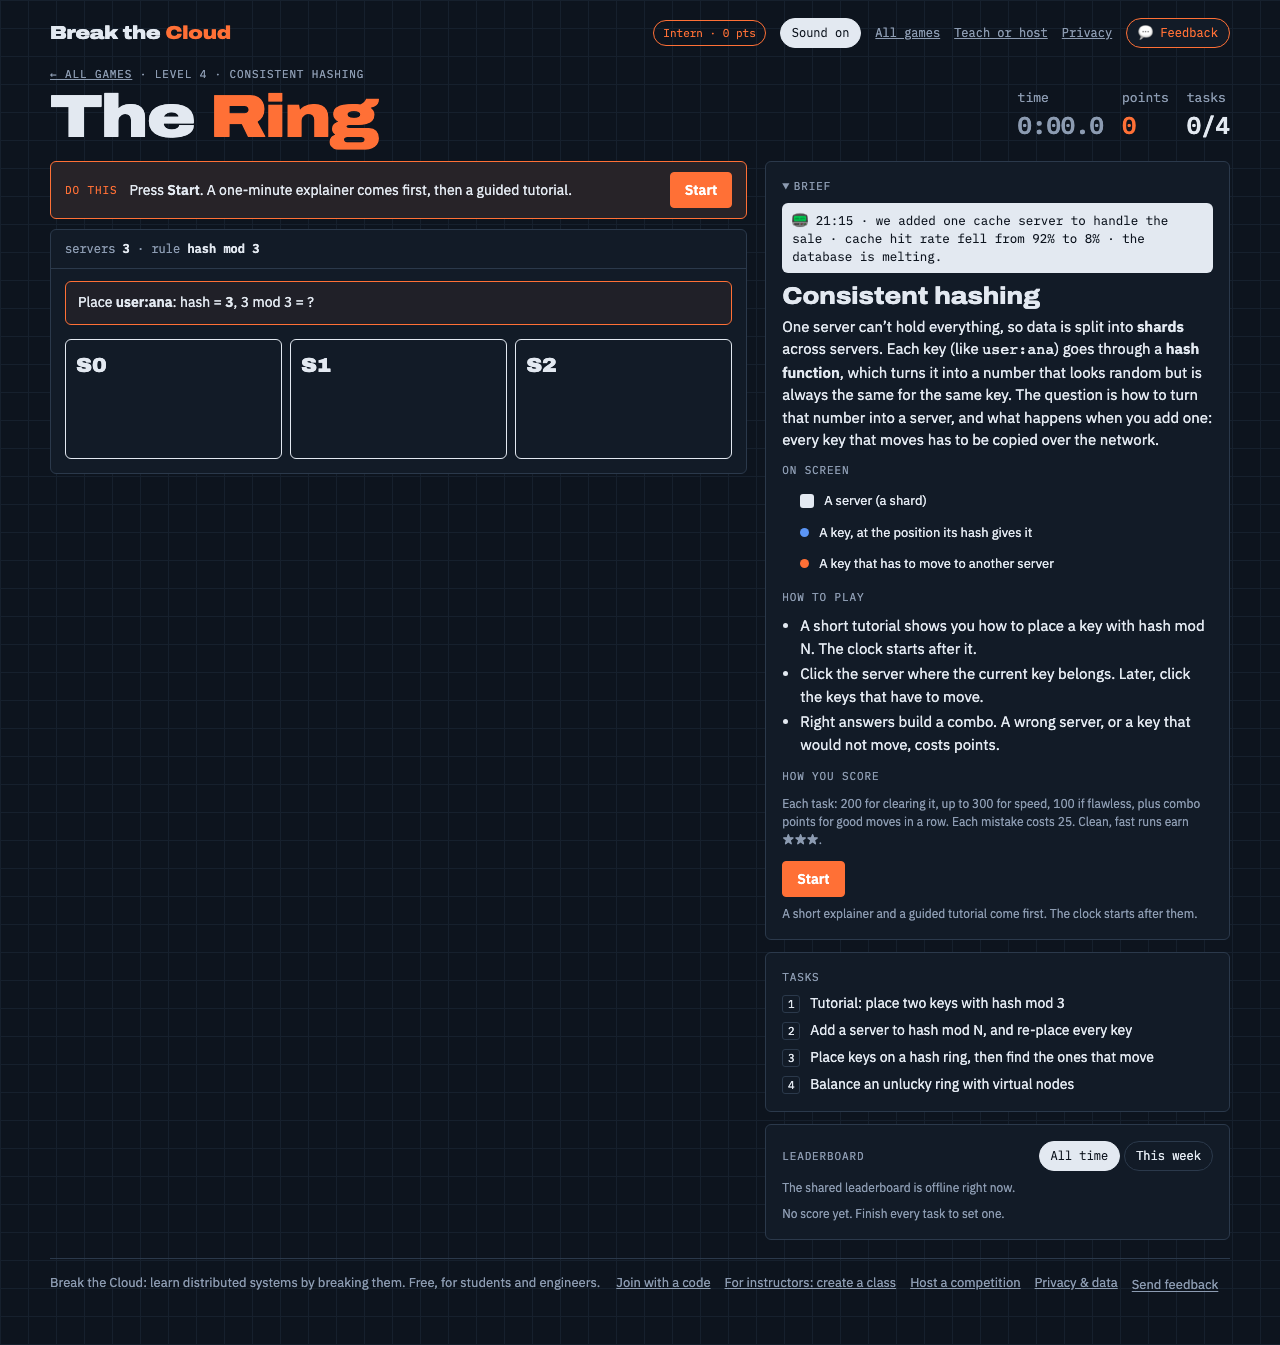 Break the Cloud
Intern · 0 pts
Sound on
All games
Teach or host
Privacy
💬 Feedback
← ALL GAMES · LEVEL 4 · CONSISTENT HASHING
The Ring
time
0:00.0
points
0
tasks
0/4
DO THIS
Press Start. A one-minute explainer comes first, then a guided tutorial.
Start
servers 3 · rule hash mod 3
Place user:ana: hash = 3, 3 mod 3 = ?
S0
S1
S2
▼ BRIEF
📟 21:15 · we added one cache server to handle the
sale · cache hit rate fell from 92% to 8% · the
database is melting.
Consistent hashing
One server can’t hold everything, so data is split into shards
across servers. Each key (like user:ana) goes through a hash
function, which turns it into a number that looks random but is
always the same for the same key. The question is how to turn
that number into a server, and what happens when you add one:
every key that moves has to be copied over the network.
ON SCREEN
A server (a shard)
A key, at the position its hash gives it
A key that has to move to another server
HOW TO PLAY
• A short tutorial shows you how to place a key with hash mod
N. The clock starts after it.
• Click the server where the current key belongs. Later, click
the keys that have to move.
• Right answers build a combo. A wrong server, or a key that
would not move, costs points.
HOW YOU SCORE
Each task: 200 for clearing it, up to 300 for speed, 100 if flawless, plus combo
points for good moves in a row. Each mistake costs 25. Clean, fast runs earn
★★★.
Start
A short explainer and a guided tutorial come first. The clock starts after them.
TASKS
1 Tutorial: place two keys with hash mod 3
2 Add a server to hash mod N, and re-place every key
3 Place keys on a hash ring, then find the ones that move
4 Balance an unlucky ring with virtual nodes
LEADERBOARD
All time
This week
The shared leaderboard is offline right now.
No score yet. Finish every task to set one.
Break the Cloud: learn distributed systems by breaking them. Free, for students and engineers.
Join with a code
For instructors: create a class
Host a competition
Privacy & data
Send feedback